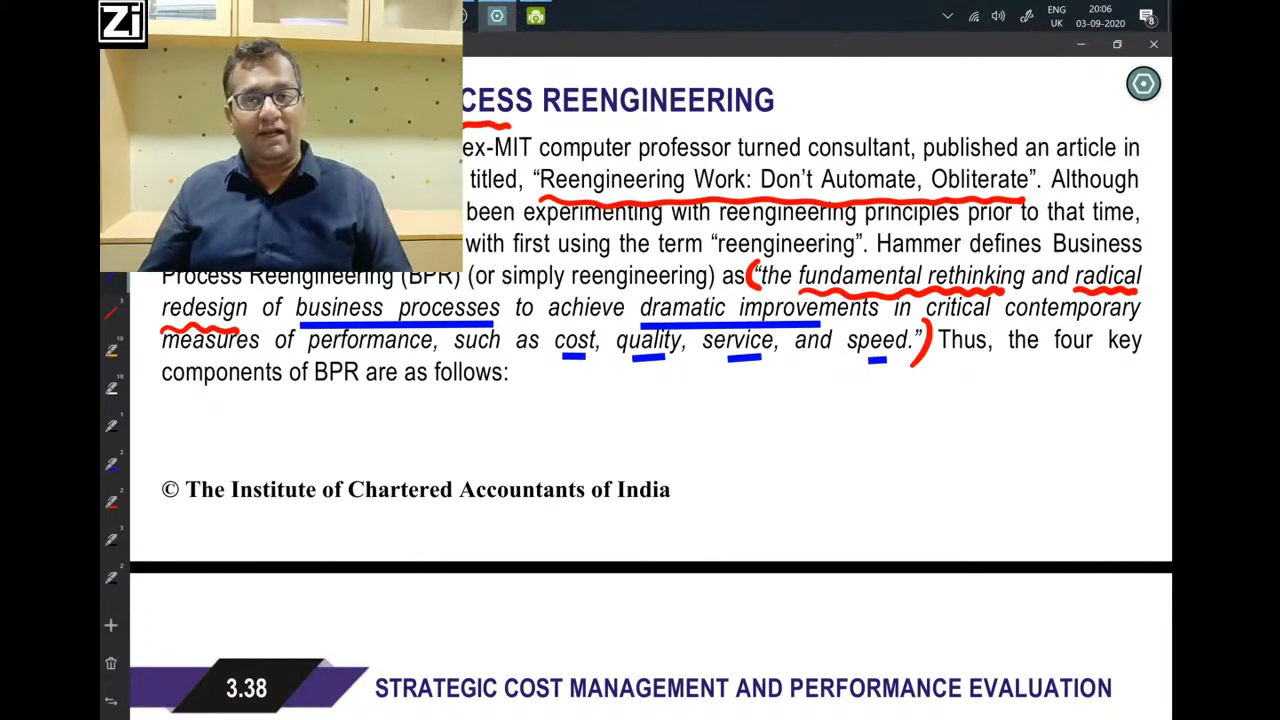 Zi
ENG
UK
20:06
03-09-2020
8
CESS REENGINEERING
ex-MIT computer professor turned consultant, published an article in
titled, “Reengineering Work: Don’t Automate, Obliterate”. Although
been experimenting with reengineering principles prior to that time,
with first using the term “reengineering”. Hammer defines Business
Process Reengineering (BPR) (or simply reengineering) as “the fundamental rethinking and radical
redesign of business processes to achieve dramatic improvements in critical contemporary
measures of performance, such as cost, quality, service, and speed.” Thus, the four key
components of BPR are as follows:
© The Institute of Chartered Accountants of India
3.38
STRATEGIC COST MANAGEMENT AND PERFORMANCE EVALUATION